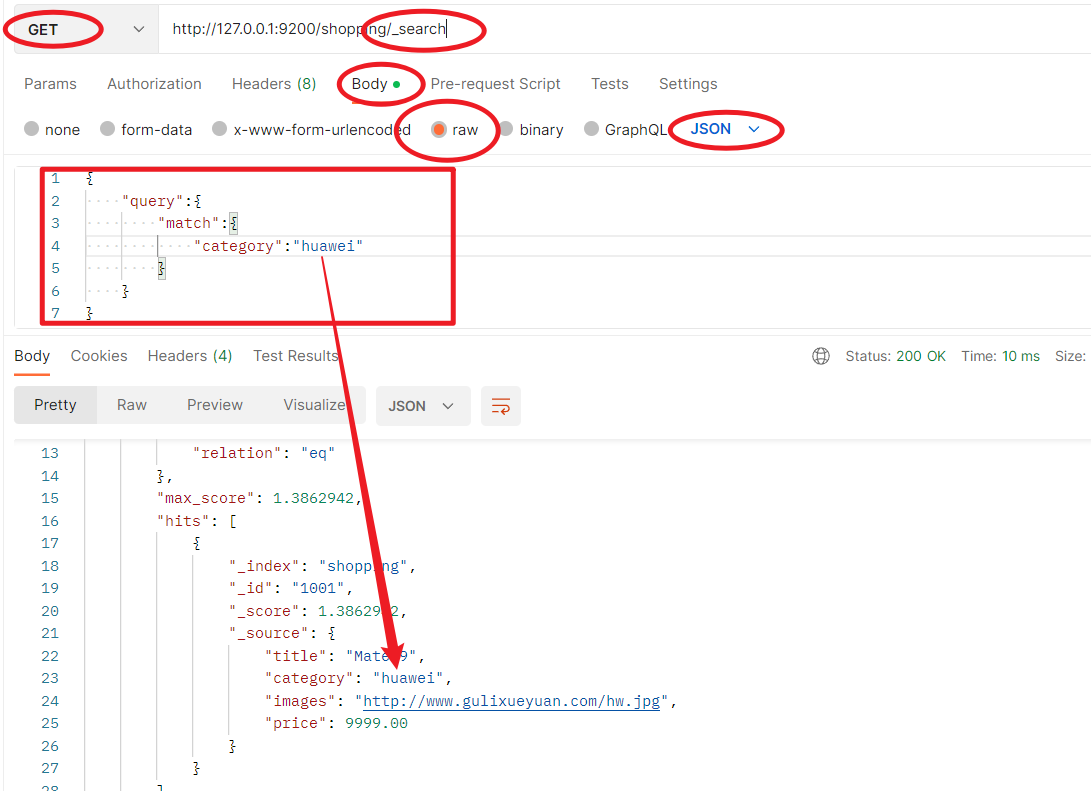 GET http://127.0.0.1:9200/shopping/_search
Params Authorization Headers (8) Body Pre-request Script Tests Settings
none form-data x-www-form-urlencoded raw binary GraphQL JSON
1 {
2 "query":{
3 "match":{
4 "category":"huawei"
5 }
6 }
7 }
Body Cookies Headers (4) Test Results Status: 200 OK Time: 10 ms Size:
Pretty Raw Preview Visualize JSON
13 "relation": "eq"
14 },
15 "max_score": 1.3862942,
16 "hits": [
17 {
18 "_index": "shopping",
19 "_id": "1001",
20 "_score": 1.3862942,
21 "_source": {
22 "title": "Mate 9",
23 "category": "huawei",
24 "images": "http://www.gulixueyuan.com/hw.jpg",
25 "price": 9999.00
26 }
27 }
28 ]